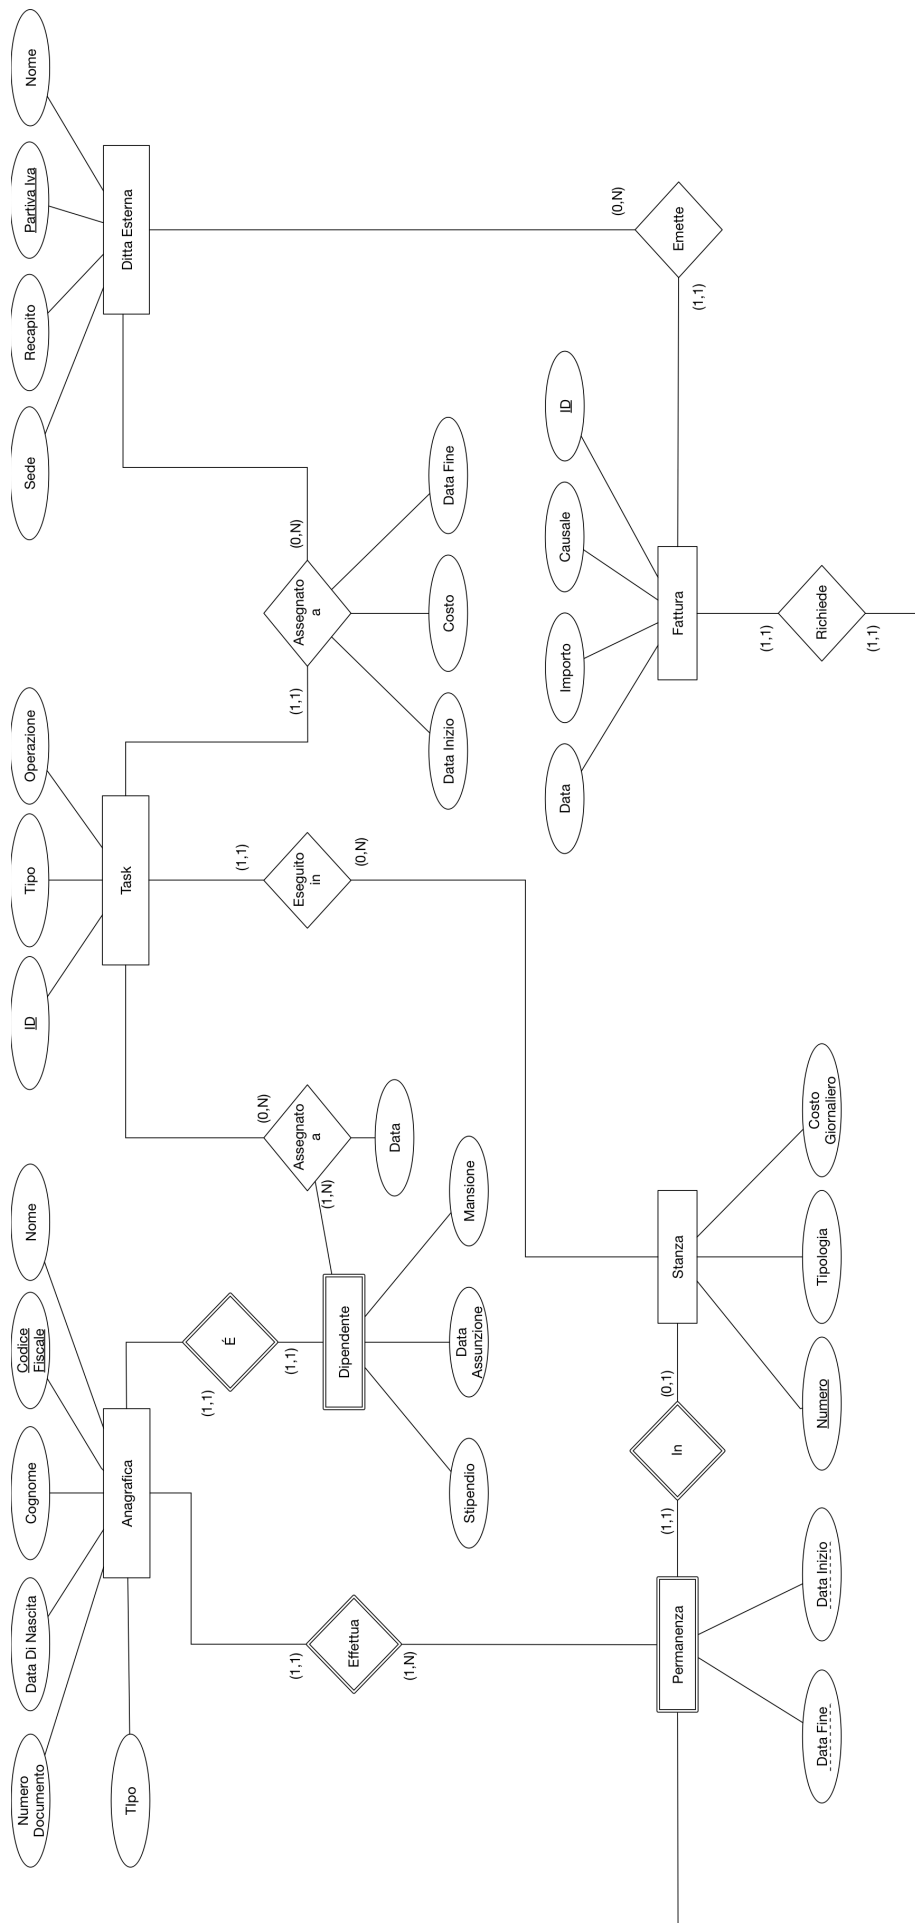 Numero
Documento
Data Di Nascita
Cognome
Codice
Fiscale
Nome
ID
Tipo
Operazione
Sede
Recapito
Partiva Iva
Nome
TIpo
Anagrafica
Task
Ditta Esterna
(1,1)
É
(1,1)
(0,N)
Assegnato
a
(1,N)
Data
(1,1)
Eseguito
in
(0,N)
(1,1)
Assegnato
a
(0,N)
Data Inizio
Costo
Data Fine
(1,1)
Effettua
(1,N)
Dipendente
Stipendio
Data
Assunzione
Mansione
Data
Importo
Causale
ID
(0,N)
Emette
(1,1)
Permanenza
(1,1)
In
(0,1)
Stanza
Fattura
(1,1)
Richiede
(1,1)
Data Fine
Data Inizio
Numero
Tipologia
Costo
Giornaliero